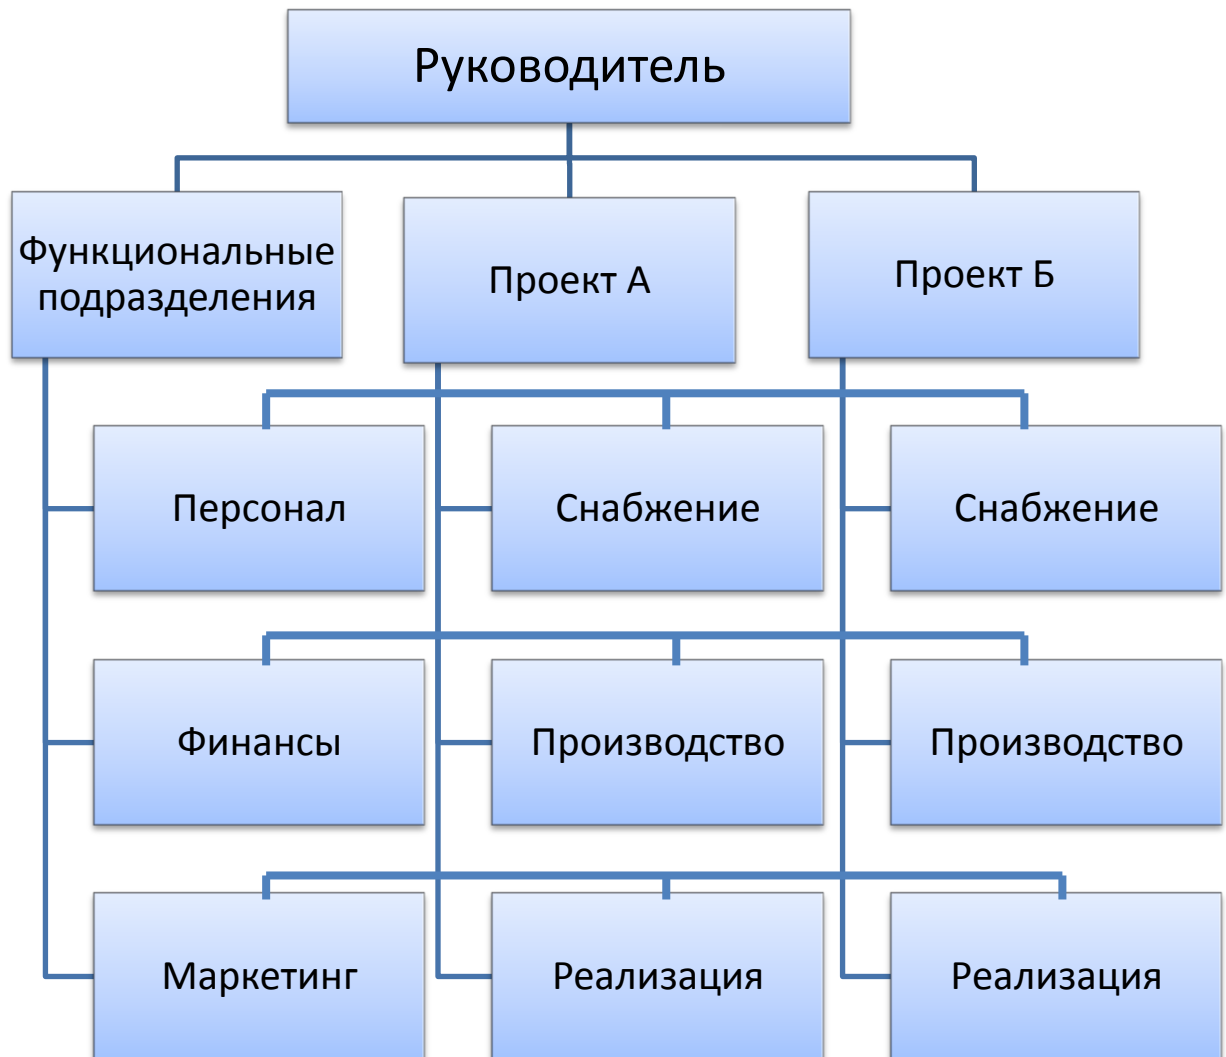 Руководитель
Функциональные
подразделения
Проект А
Проект Б
Персонал
Снабжение
Снабжение
Финансы
Производство
Производство
Маркетинг
Реализация
Реализация